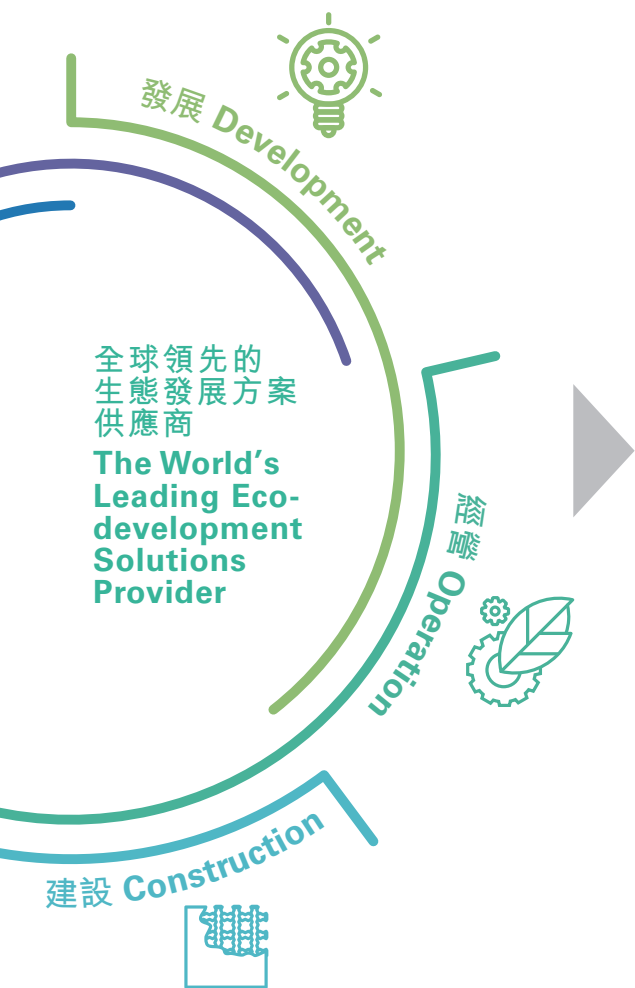 發展 Development
全球領先的
生態發展方案
供應商
The World's
Leading Eco-
development
Solutions
Provider
經營 Operation
建設 Construction